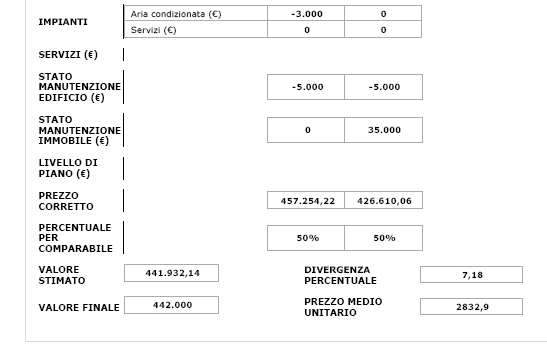 IMPIANTI
Aria condizionata (€) -3.000 0
Servizi (€) 0 0
SERVIZI (€)
STATO
MANUTENZIONE
EDIFICIO (€)
-5.000 -5.000
STATO
MANUTENZIONE
IMMOBILE (€)
0 35.000
LIVELLO DI
PIANO (€)
PREZZO
CORRETTO
457.254,22 426.610,06
PERCENTUALE
PER
COMPARABILE
50% 50%
VALORE
STIMATO
441.932,14
DIVERGENZA
PERCENTUALE
7,18
VALORE FINALE 442.000
PREZZO MEDIO
UNITARIO
2832,9